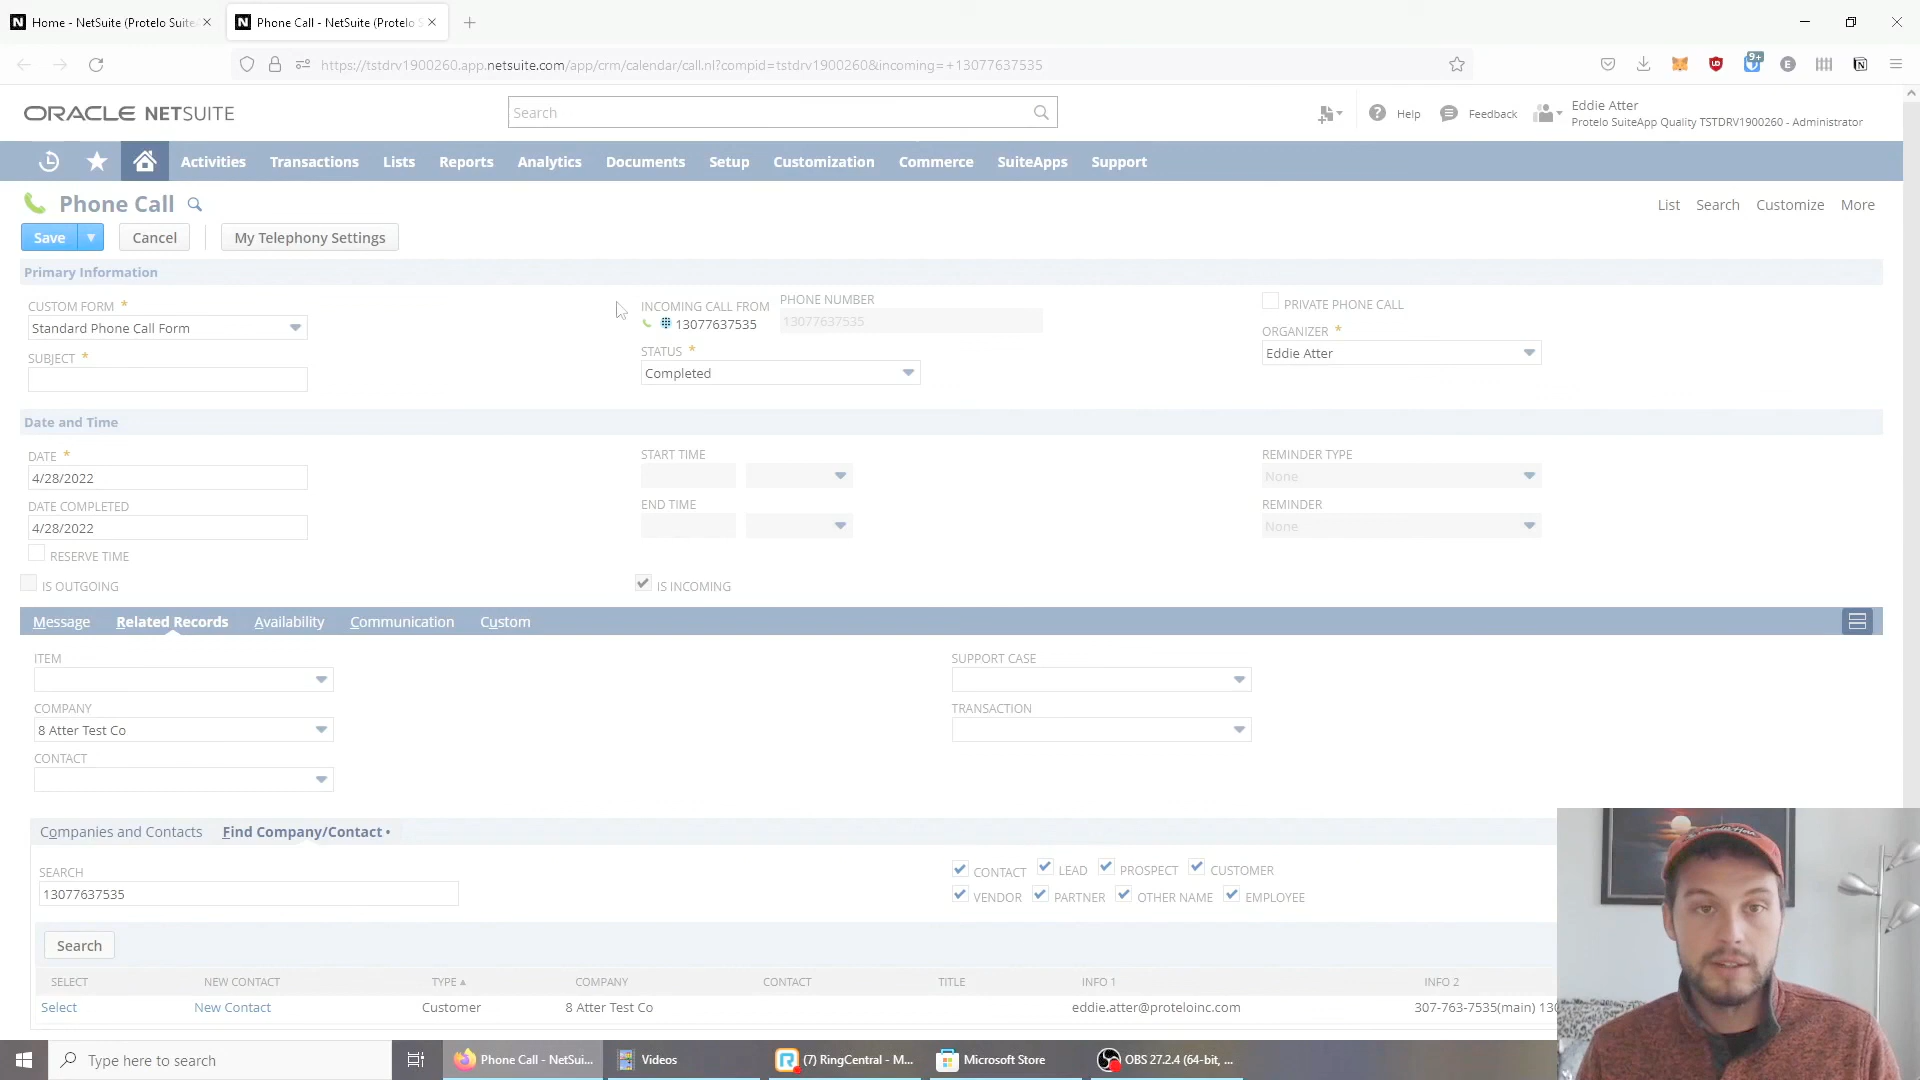 Home - NetSuite (Protelo Suite
Phone Call - NetSuite (Protelo S
https://tstdrv1900260.app.netsuite.com/app/crm/calendar/call.nl?compid=tstdrv1900260&incoming=+13077637535
9+
ORACLE NETSUITE
Search
Help
Feedback
Eddie Atter
Protelo SuiteApp Quality TSTDRV1900260 - Administrator
Activities Transactions Lists Reports Analytics Documents Setup Customization Commerce SuiteApps Support
Phone Call
List Search Customize More
Save Cancel My Telephony Settings
Primary Information
CUSTOM FORM *
Standard Phone Call Form
SUBJECT *
INCOMING CALL FROM
13077637535
PHONE NUMBER
13077637535
STATUS *
Completed
PRIVATE PHONE CALL
ORGANIZER *
Eddie Atter
Date and Time
DATE *
4/28/2022
DATE COMPLETED
4/28/2022
RESERVE TIME
IS OUTGOING
START TIME
END TIME
IS INCOMING
REMINDER TYPE
None
REMINDER
None
Message Related Records Availability Communication Custom
ITEM
COMPANY
8 Atter Test Co
CONTACT
SUPPORT CASE
TRANSACTION
Companies and Contacts Find Company/Contact •
SEARCH
13077637535
CONTACT LEAD PROSPECT CUSTOMER
VENDOR PARTNER OTHER NAME EMPLOYEE
Search
SELECT NEW CONTACT TYPE ▲ COMPANY CONTACT TITLE INFO 1 INFO 2
Select New Contact Customer 8 Atter Test Co eddie.atter@proteloinc.com 307-763-7535(main) 130
Type here to search
Phone Call - NetSui...
Videos
(7) RingCentral - M...
Microsoft Store
OBS 27.2.4 (64-bit, ...